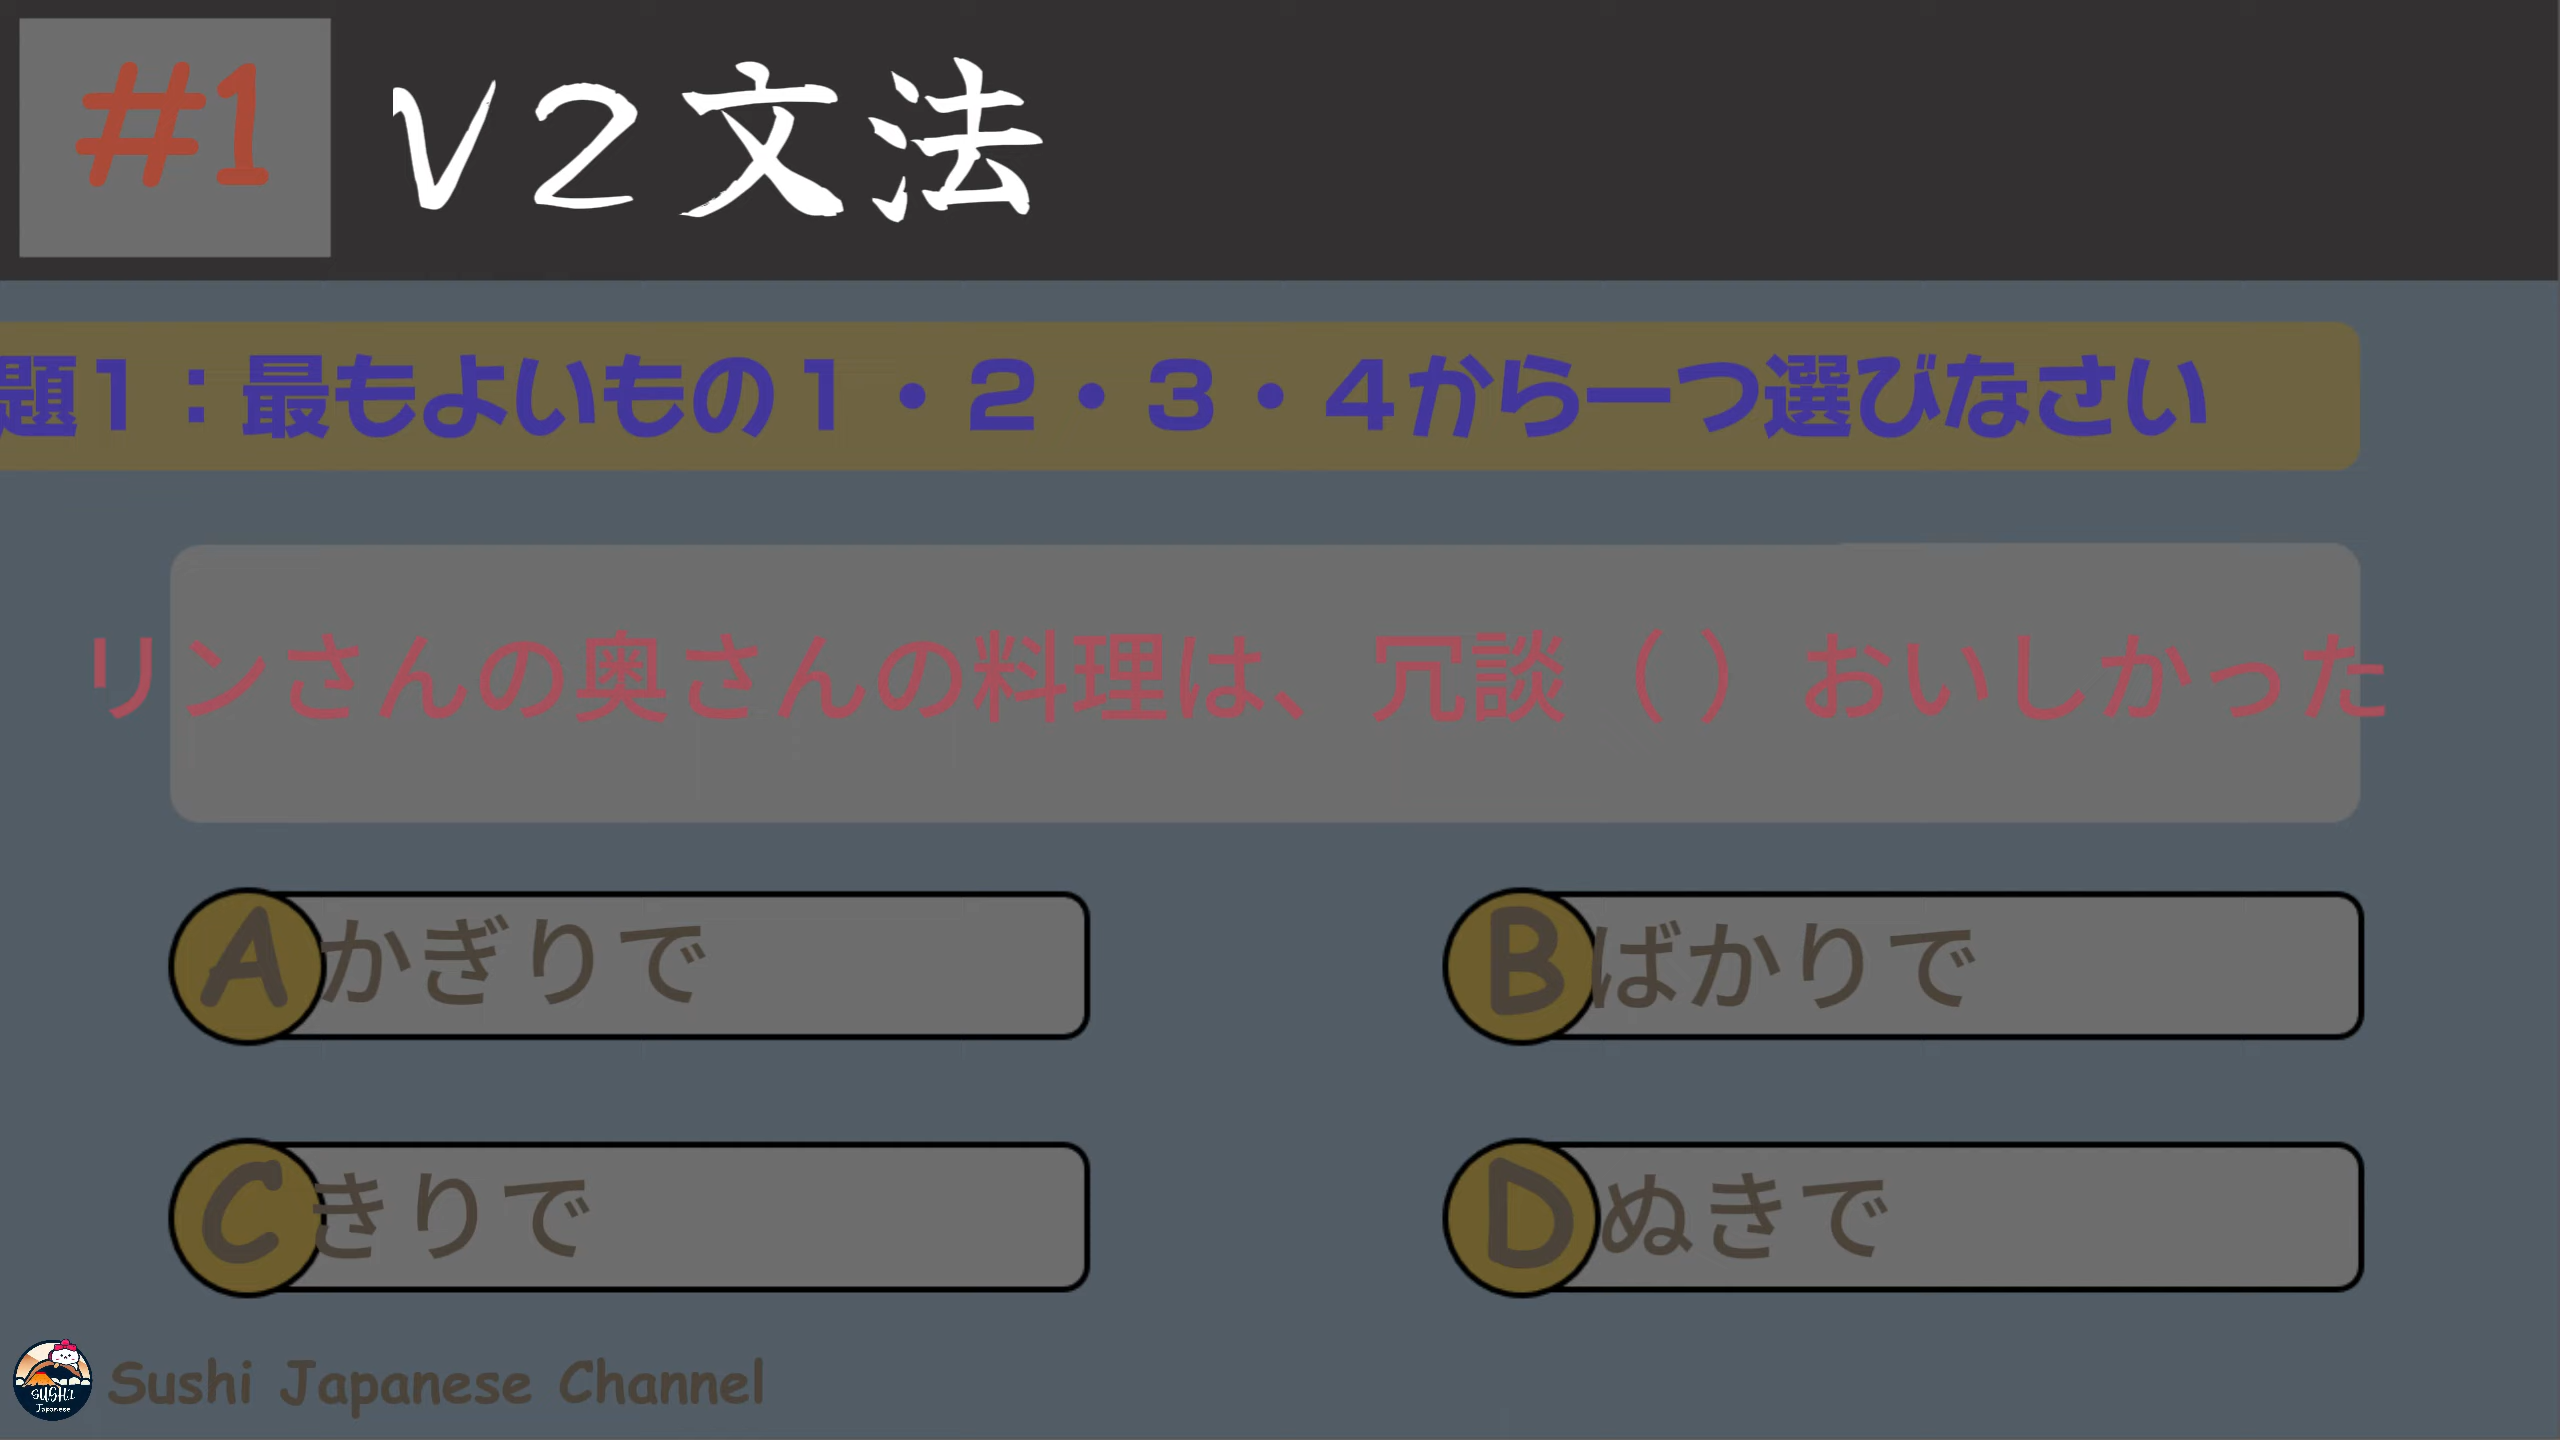 #1
V2文法
題1：最もよいもの1・2・3・4から一つ選びなさい
リンさんの奥さんの料理は、冗談（ ）おいしかった
A かぎりで
B ばかりで
C きりで
D ぬきで
SUSHI
Japanese
Sushi Japanese Channel